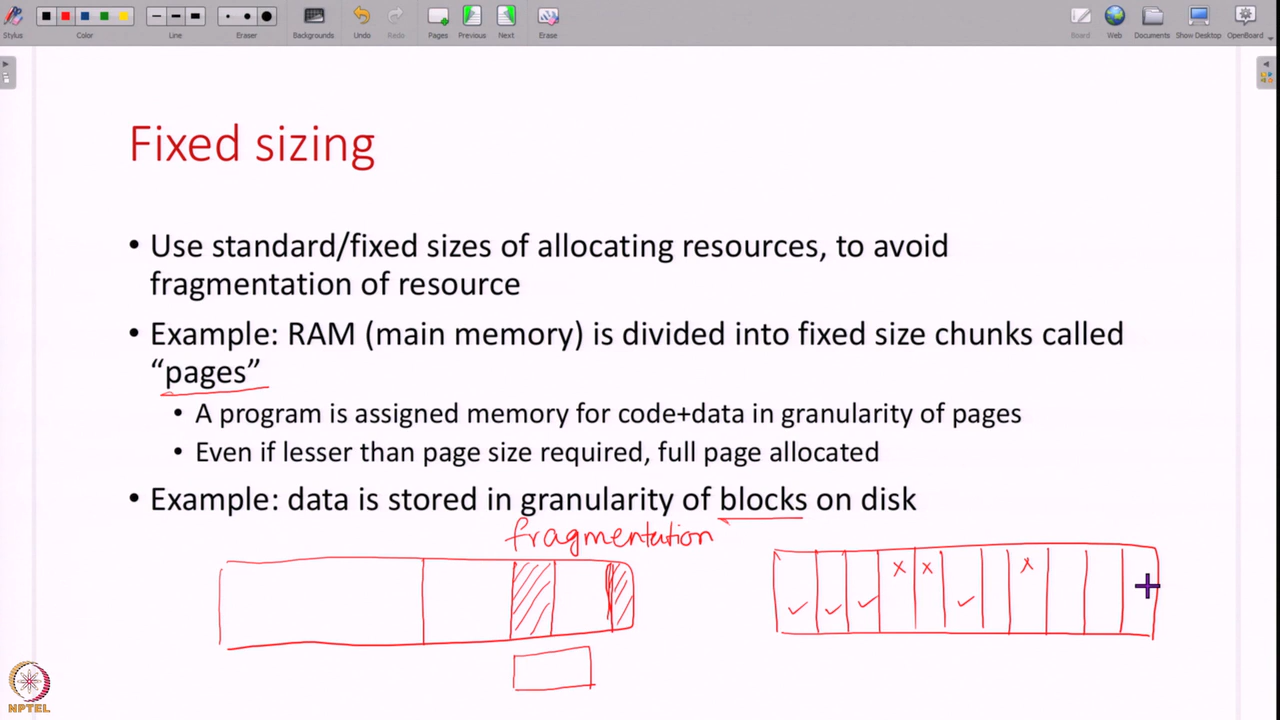 Stylus
Color
Line
Eraser
Backgrounds
Undo
Redo
Pages
Previous
Next
Erase
Board
Web
Documents
Show Desktop
OpenBoard
Fixed sizing
• Use standard/fixed sizes of allocating resources, to avoid
fragmentation of resource
• Example: RAM (main memory) is divided into fixed size chunks called
“pages”
• A program is assigned memory for code+data in granularity of pages
• Even if lesser than page size required, full page allocated
• Example: data is stored in granularity of blocks on disk
fragmentation
x x x
✓ ✓ ✓ ✓
NPTEL